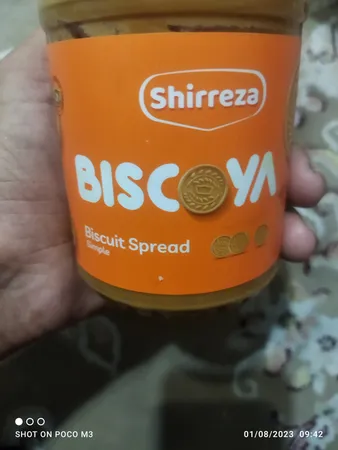 Shirreza
BISCOYA
Biscuit Spread
Simple
SHOT ON POCO M3
01/08/2023 09:42